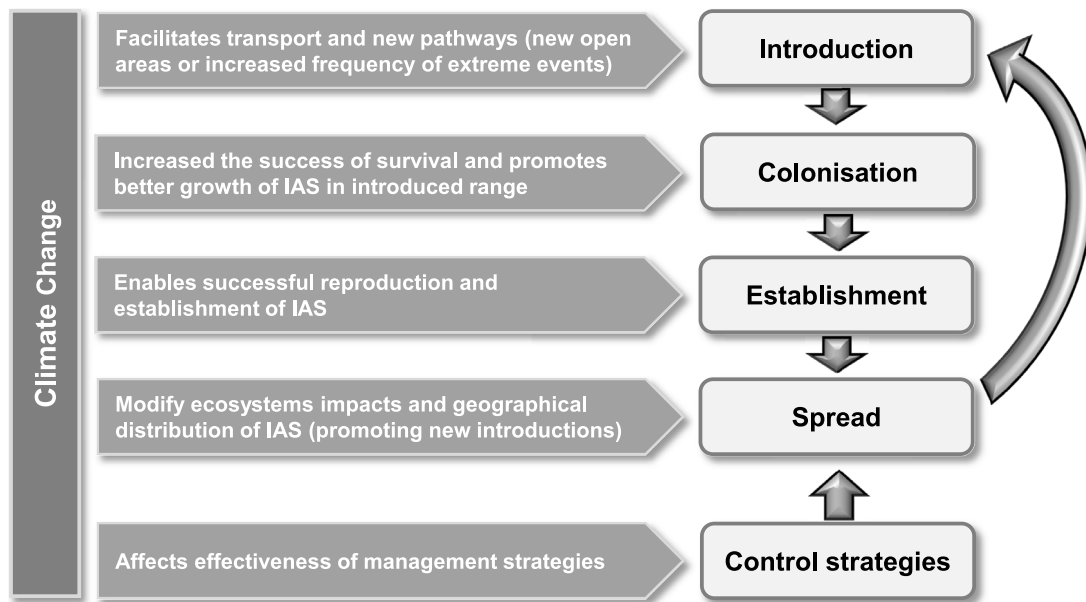 Climate Change
Facilitates transport and new pathways (new open
areas or increased frequency of extreme events)
Introduction
Increased the success of survival and promotes
better growth of IAS in introduced range
Colonisation
Enables successful reproduction and
establishment of IAS
Establishment
Modify ecosystems impacts and geographical
distribution of IAS (promoting new introductions)
Spread
Affects effectiveness of management strategies
Control strategies